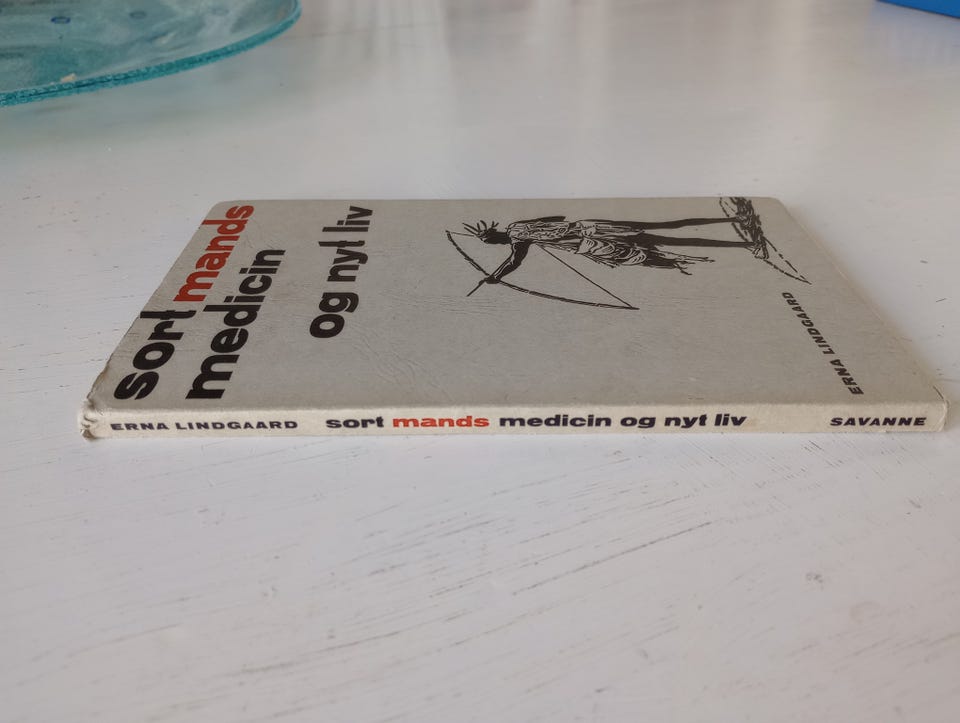 sort mands
medicin
og nyt liv
ERNA LINDGAARD
ERNA LINDGAARD sort mands medicin og nyt liv SAVANNE